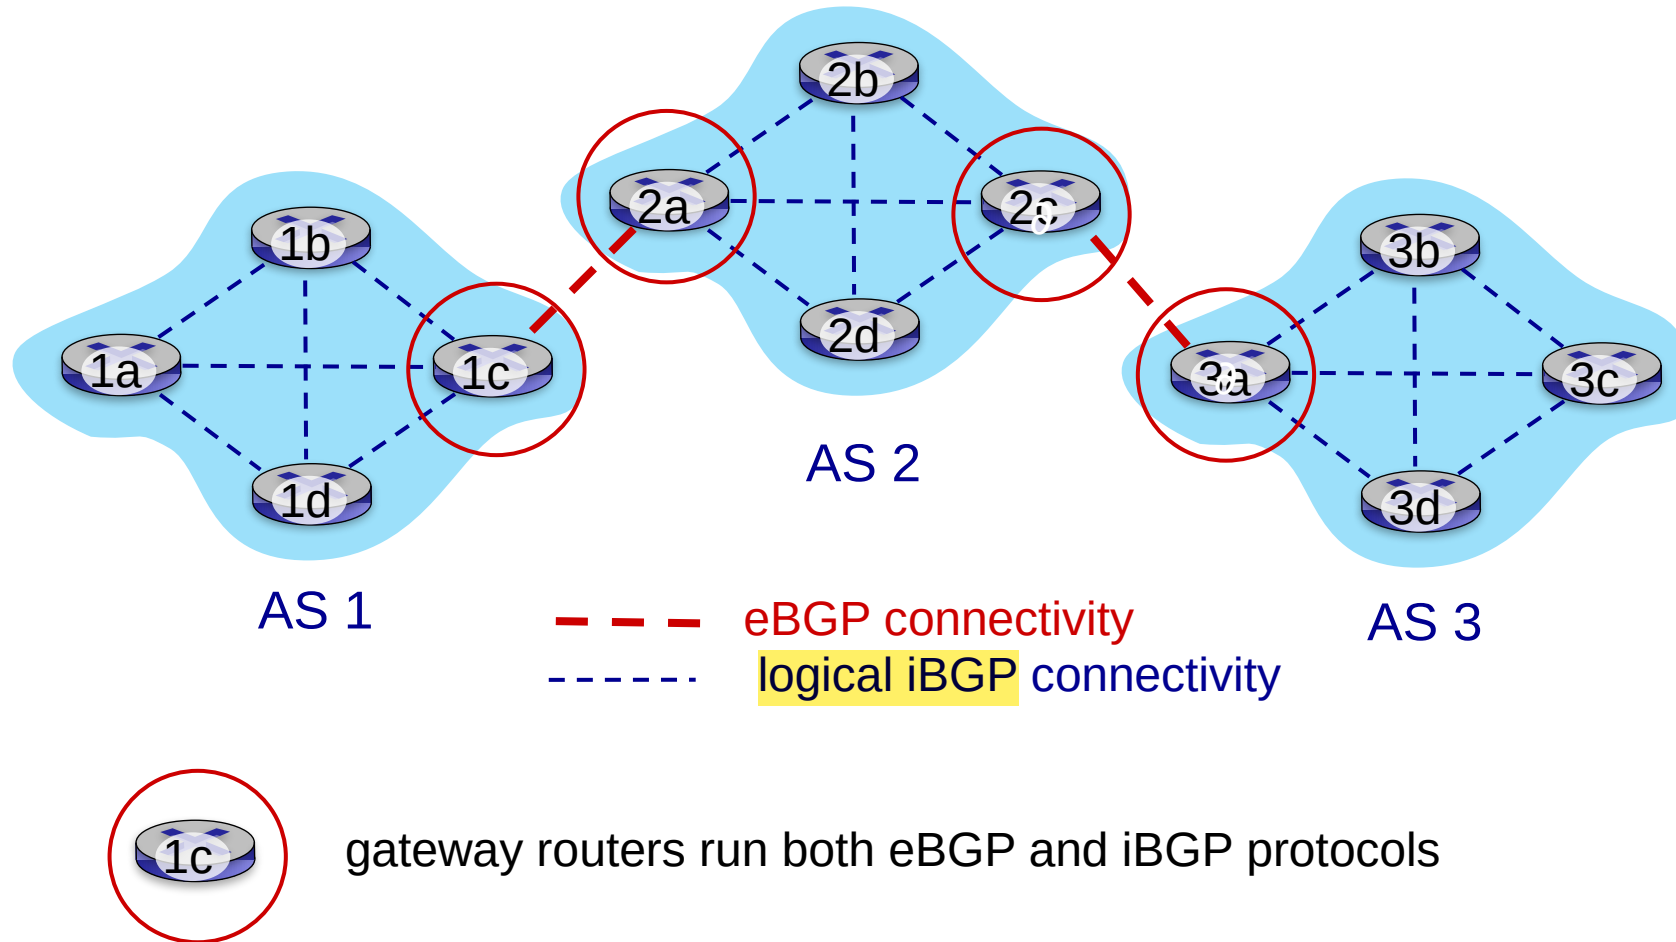 2b
2a
2c
2d
1b
1a
1c
1d
3b
3a
3c
3d
AS 2
AS 1
AS 3
eBGP connectivity
logical iBGP connectivity
1c
gateway routers run both eBGP and iBGP protocols